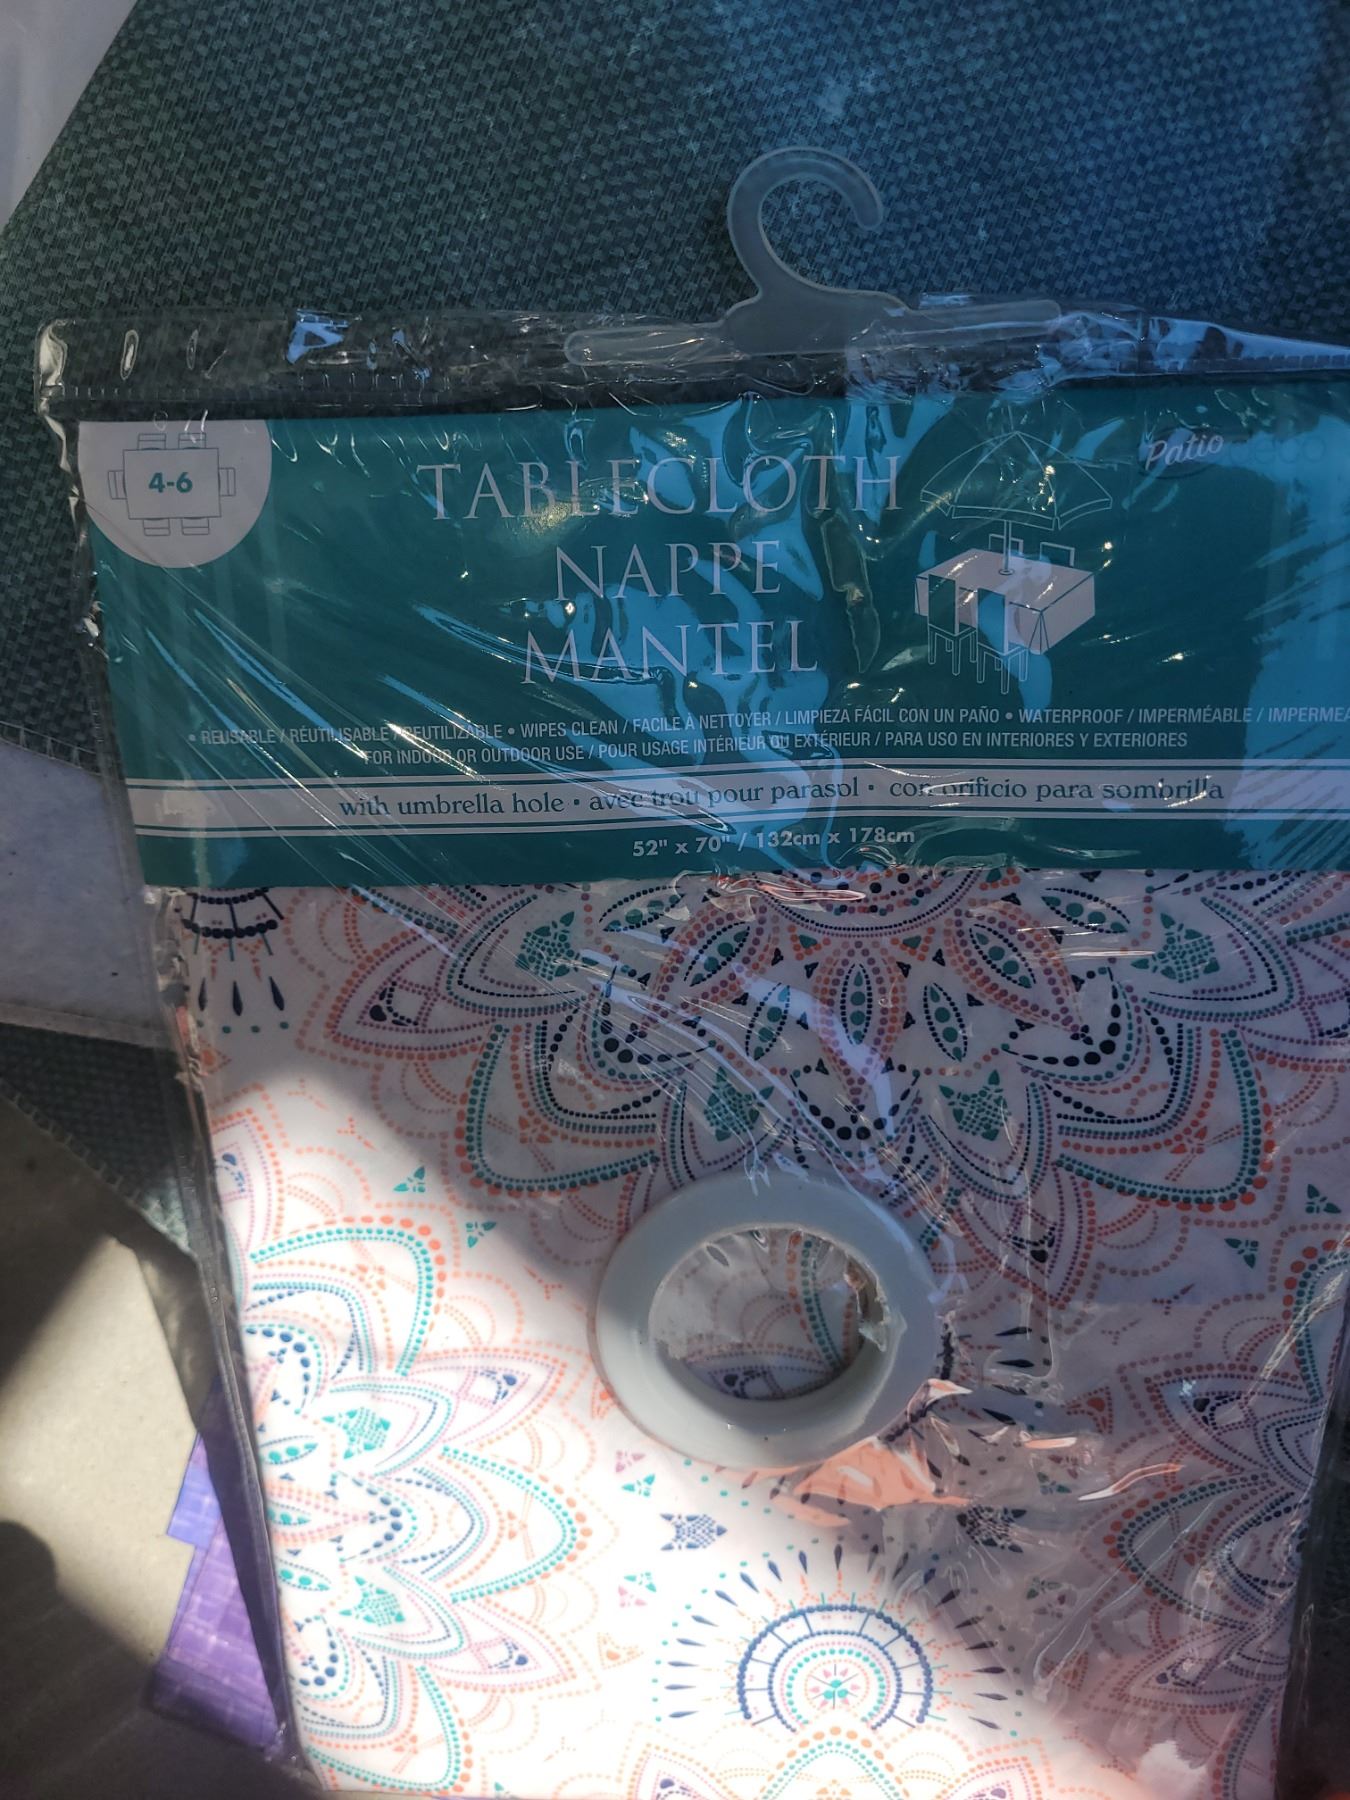 4-6
TABLECLOTH
NAPPE
MANTEL
Patio deco
• REUSABLE / RÉUTILISABLE / REUTILIZABLE • WIPES CLEAN / FACILE À NETTOYER / LIMPIEZA FÁCIL CON UN PAÑO • WATERPROOF / IMPERMÉABLE / IMPERMEA
FOR INDOOR OR OUTDOOR USE / POUR USAGE INTÉRIEUR OU EXTÉRIEUR / PARA USO EN INTERIORES Y EXTERIORES
with umbrella hole • avec trou pour parasol • con orificio para sombrilla
52" x 70" / 132cm x 178cm